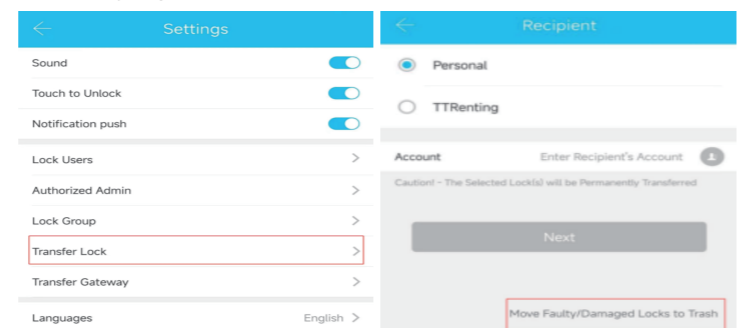 Settings
Sound
Touch to Unlock
Notification push
Lock Users
Authorized Admin
Lock Group
Transfer Lock
Transfer Gateway
Languages English
Recipient
Personal
TTRenting
Account Enter Recipient's Account
Caution! - The Selected Lock(s) will be Permanently Transferred
Next
Move Faulty/Damaged Locks to Trash